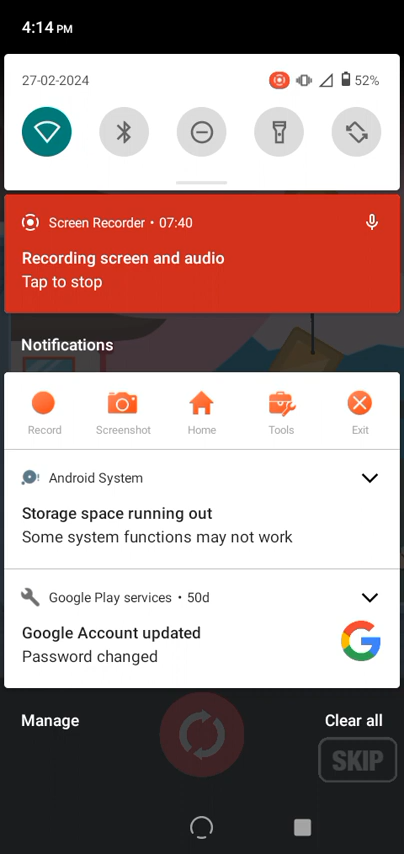 4:14 PM
27-02-2024
52%
Screen Recorder • 07:40
Recording screen and audio
Tap to stop
Notifications
Record Screenshot Home Tools Exit
Android System
Storage space running out
Some system functions may not work
Google Play services • 50d
Google Account updated
Password changed
Manage Clear all
SKIP